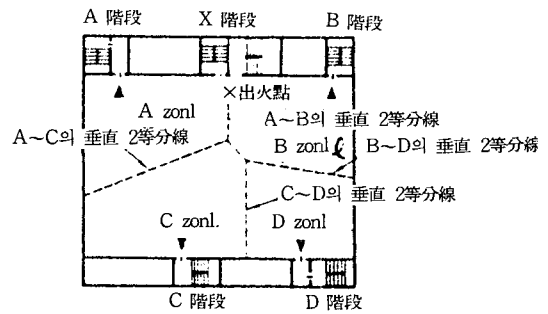 A 階段
X 階段
B 階段
×出火點
A zonl
A~B의 垂直 2等分線
A~C의 垂直 2等分線
B zonl
B~D의 垂直 2等分線
C~D의 垂直 2等分線
C zonl.
D zonl
C 階段
D 階段